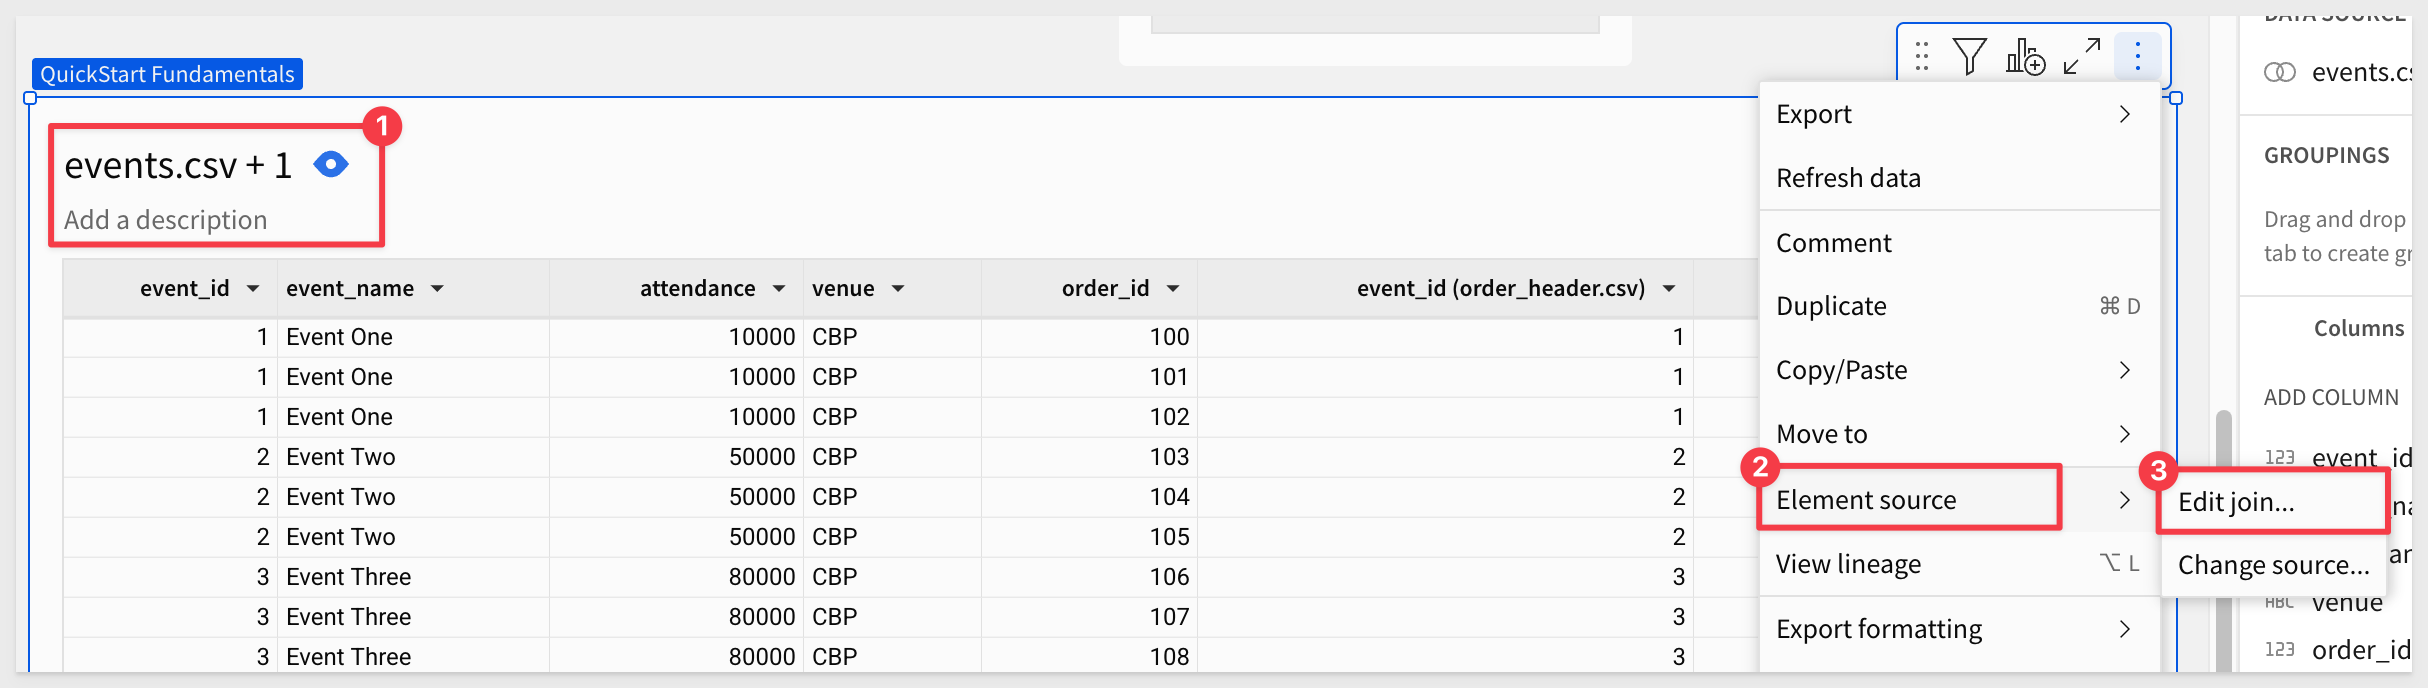 DATA SOURCE
QuickStart Fundamentals
events.cs
1
events.csv + 1
Add a description
event_id event_name attendance venue order_id event_id (order_header.csv)
1 Event One 10000 CBP 100 1
1 Event One 10000 CBP 101 1
1 Event One 10000 CBP 102 1
2 Event Two 50000 CBP 103 2
2 Event Two 50000 CBP 104 2
2 Event Two 50000 CBP 105 2
3 Event Three 80000 CBP 106 3
3 Event Three 80000 CBP 107 3
3 Event Three 80000 CBP 108 3
Export
Refresh data
Comment
Duplicate ⌘ D
Copy/Paste
Move to
2
Element source
View lineage ⌥ L
Export formatting
3
Edit join...
Change source...
GROUPINGS
Drag and drop
tab to create gr
Columns
ADD COLUMN
123 event_id
na
ar
ABC venue
123 order_id